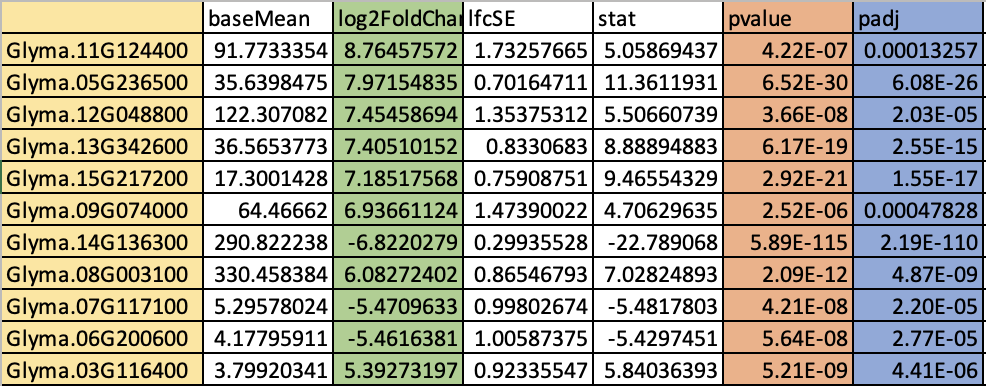 baseMean log2FoldChan lfcSE stat pvalue padj
Glyma.11G124400 91.7733354 8.76457572 1.73257665 5.05869437 4.22E-07 0.00013257
Glyma.05G236500 35.6398475 7.97154835 0.70164711 11.3611931 6.52E-30 6.08E-26
Glyma.12G048800 122.307082 7.45458694 1.35375312 5.50660739 3.66E-08 2.03E-05
Glyma.13G342600 36.5653773 7.40510152 0.8330683 8.88894883 6.17E-19 2.55E-15
Glyma.15G217200 17.3001428 7.18517568 0.75908751 9.46554329 2.92E-21 1.55E-17
Glyma.09G074000 64.46662 6.93661124 1.47390022 4.70629635 2.52E-06 0.00047828
Glyma.14G136300 290.822238 -6.8220279 0.29935528 -22.789068 5.89E-115 2.19E-110
Glyma.08G003100 330.458384 6.08272402 0.86546793 7.02824893 2.09E-12 4.87E-09
Glyma.07G117100 5.29578024 -5.4709633 0.99802674 -5.4817803 4.21E-08 2.20E-05
Glyma.06G200600 4.17795911 -5.4616381 1.00587375 -5.4297451 5.64E-08 2.77E-05
Glyma.03G116400 3.79920341 5.39273197 0.92335547 5.84036393 5.21E-09 4.41E-06